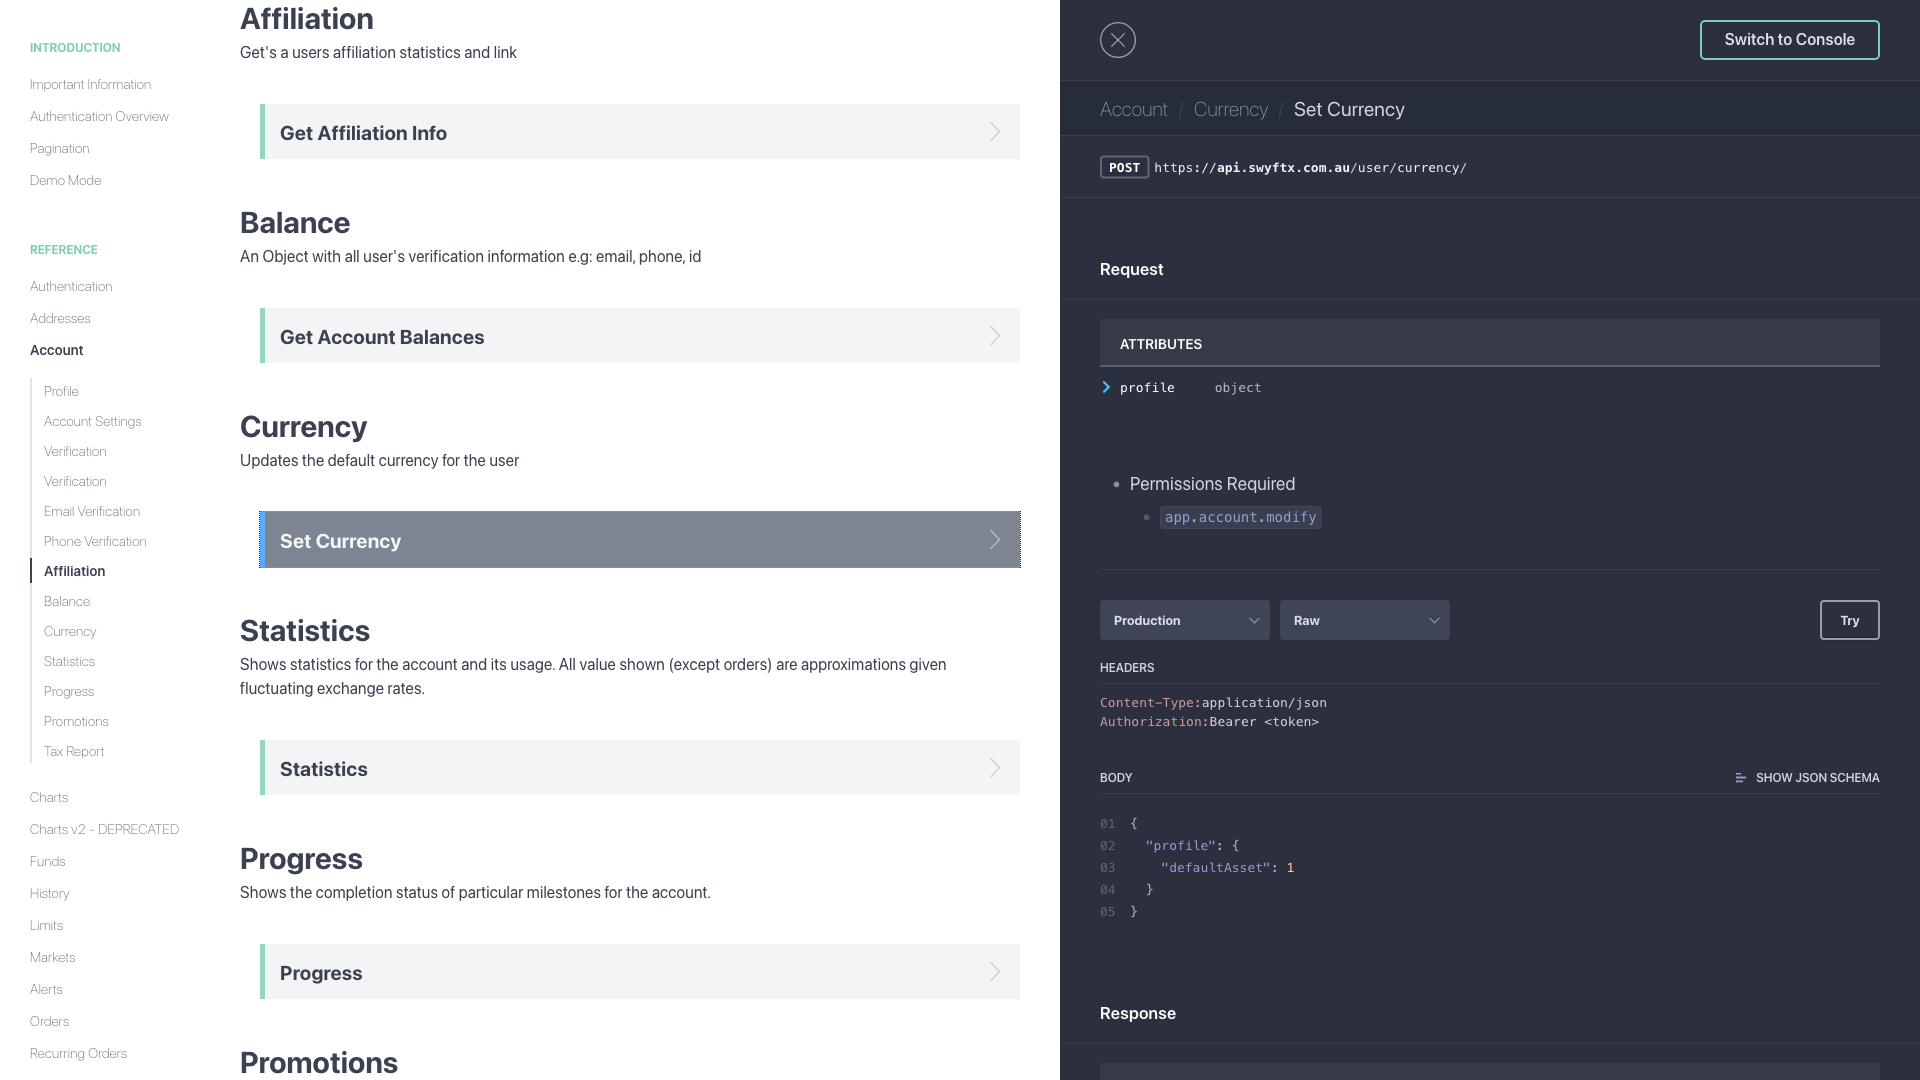 INTRODUCTION
Important Information
Authentication Overview
Pagination
Demo Mode
REFERENCE
Authentication
Addresses
Account
Profile
Account Settings
Verification
Verification
Email Verification
Phone Verification
Affiliation
Balance
Currency
Statistics
Progress
Promotions
Tax Report
Charts
Charts v2 - DEPRECATED
Funds
History
Limits
Markets
Alerts
Orders
Recurring Orders
Affiliation
Get's a users affiliation statistics and link
Get Affiliation Info
Balance
An Object with all user's verification information e.g: email, phone, id
Get Account Balances
Currency
Updates the default currency for the user
Set Currency
Statistics
Shows statistics for the account and its usage. All value shown (except orders) are approximations given
fluctuating exchange rates.
Statistics
Progress
Shows the completion status of particular milestones for the account.
Progress
Promotions
Switch to Console
Account / Currency / Set Currency
POST https://api.swyftx.com.au/user/currency/
Request
ATTRIBUTES
profile object
Permissions Required
app.account.modify
Production Raw Try
HEADERS
Content-Type:application/json
Authorization:Bearer <token>
BODY SHOW JSON SCHEMA
01 {
02 "profile": {
03 "defaultAsset": 1
04 }
05 }
Response